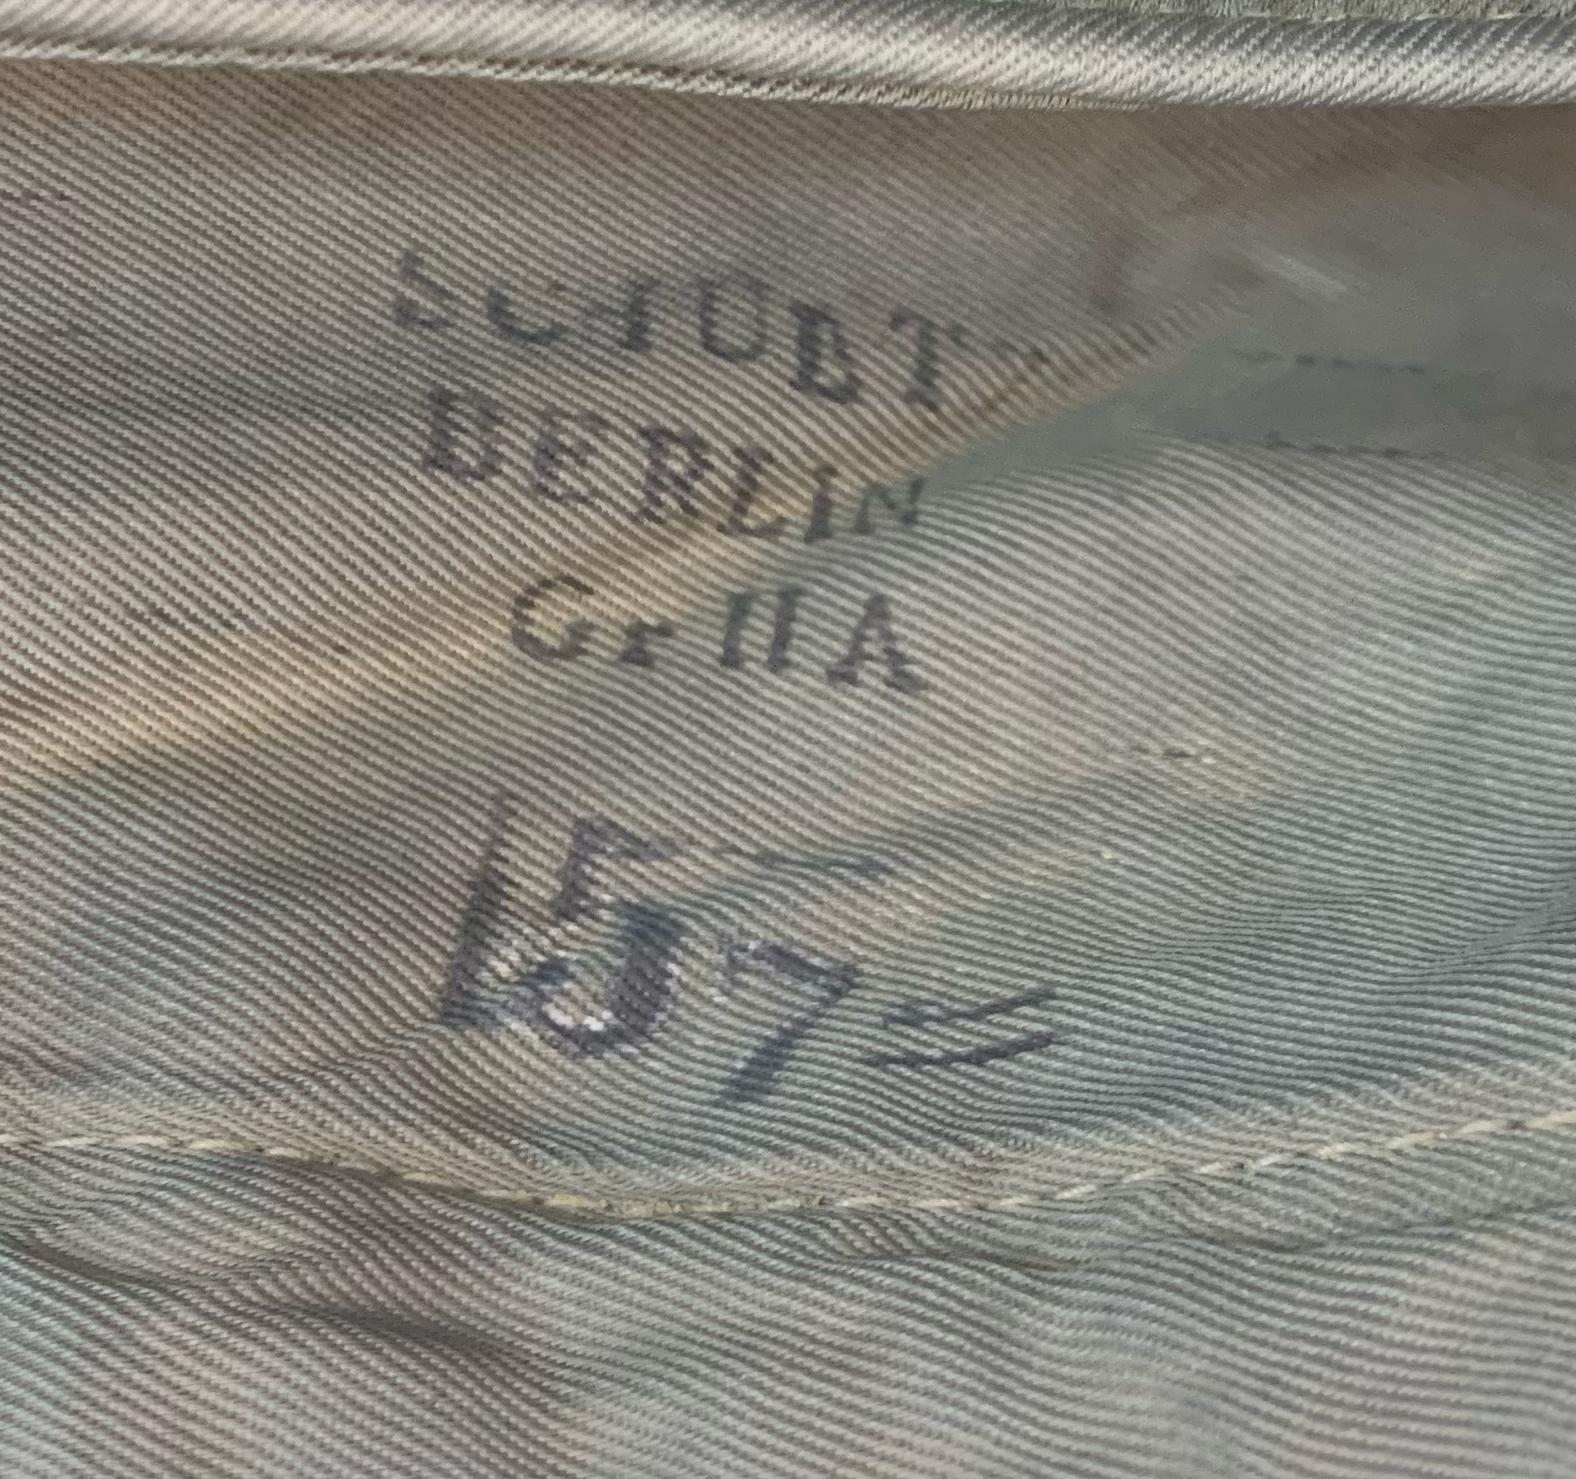 SCHUBT
BERLIN
Gr IIA
157=